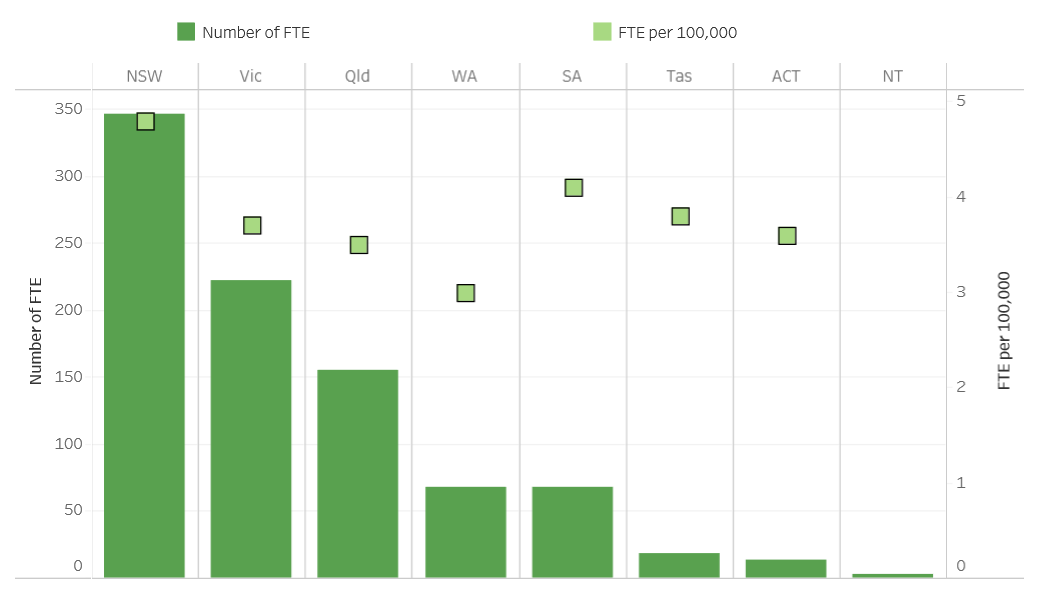 Number of FTE
FTE per 100,000
NSW Vic Qld WA SA Tas ACT NT
Number of FTE
350
300
250
200
150
100
50
0
5
4
3
2
1
0
FTE per 100,000